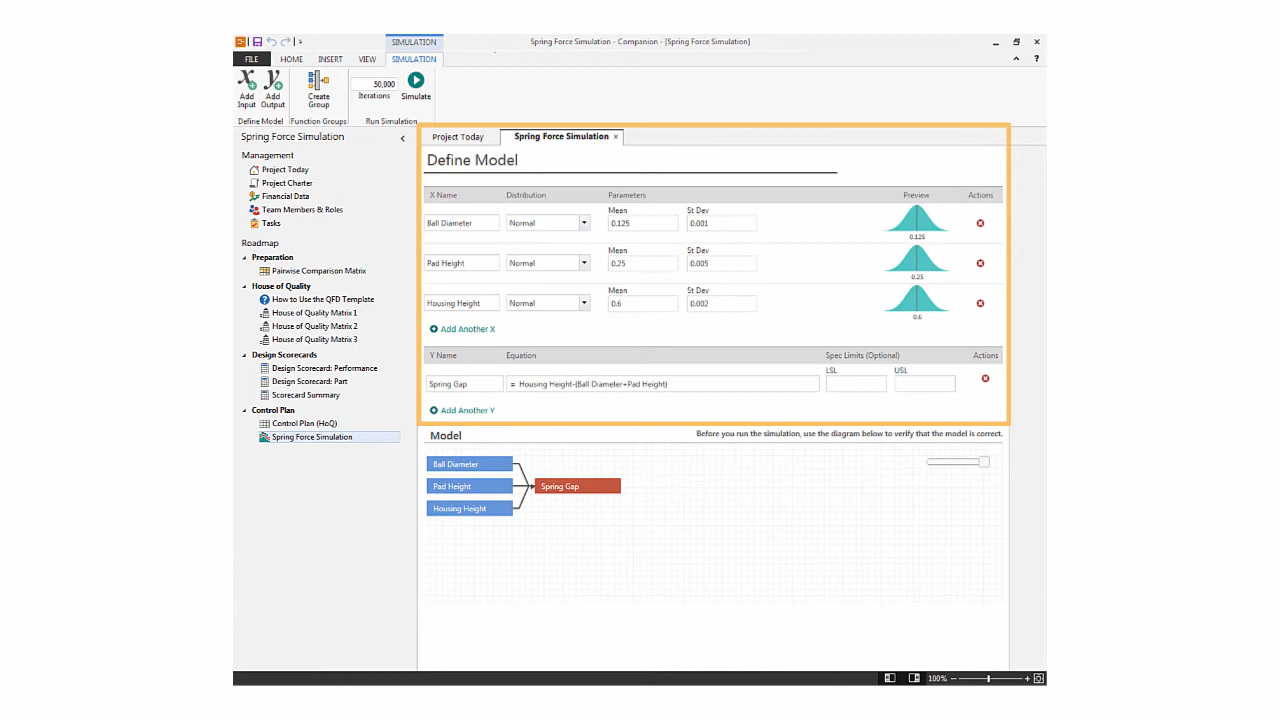 SIMULATION
Spring Force Simulation - Companion - [Spring Force Simulation]
FILE HOME INSERT VIEW SIMULATION
x y
50,000
Add Input
Add Output
Create Group
Iterations
Simulate
Define Model
Function Groups
Run Simulation
Spring Force Simulation
Management
Project Today
Project Charter
Financial Data
Team Members & Roles
Tasks
Roadmap
Preparation
Pairwise Comparison Matrix
House of Quality
How to Use the QFD Template
House of Quality Matrix 1
House of Quality Matrix 2
House of Quality Matrix 3
Design Scorecards
Design Scorecard: Performance
Design Scorecard: Part
Scorecard Summary
Control Plan
Control Plan (HoQ)
Spring Force Simulation
Project Today
Spring Force Simulation
Define Model
X Name Distribution Parameters Preview Actions
Mean St Dev
Ball Diameter Normal 0.125 0.001
0.125
Mean St Dev
Pad Height Normal 0.25 0.005
0.25
Mean St Dev
Housing Height Normal 0.6 0.002
0.6
Add Another X
Y Name Equation Spec Limits (Optional) Actions
LSL USL
Spring Gap = Housing Height-(Ball Diameter+Pad Height)
Add Another Y
Model
Before you run the simulation, use the diagram below to verify that the model is correct.
Ball Diameter
Pad Height
Spring Gap
Housing Height
100%